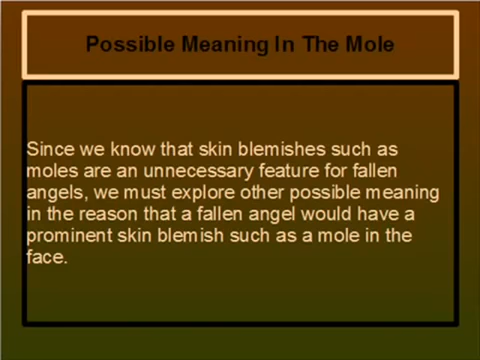 Possible Meaning In The Mole
Since we know that skin blemishes such as
moles are an unnecessary feature for fallen
angels, we must explore other possible meaning
in the reason that a fallen angel would have a
prominent skin blemish such as a mole in the
face.